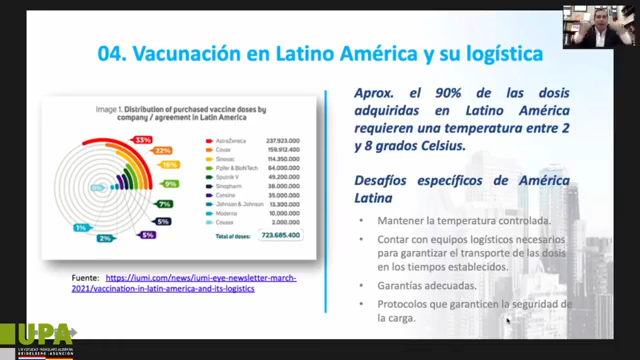 04. Vacunación en Latino América y su logística
Image 1. Distribution of purchased vaccine doses by
company / agreement in Latin America
33%
22%
16%
9%
7%
5%
5%
2%
1%
AstraZeneca 237.923.000
Covax 159.912.400
Sinovac 114.350.000
Pfizer & BioNTech 64.000.000
Sputnik V 49.200.000
Sinopharm 38.000.000
Cansino 35.000.000
Johnson & Johnson 13.300.000
Moderna 10.000.000
Covaxx 2.000.000
Total of doses: 723.685.400
Fuente: https://iumi.com/news/iumi-eye-newsletter-march-
2021/vaccination-in-latin-america-and-its-logistics
Aprox. el 90% de las dosis
adquiridas en Latino América
requieren una temperatura entre 2
y 8 grados Celsius.
Desafíos específicos de América
Latina
• Mantener la temperatura controlada.
• Contar con equipos logísticos necesarios
para garantizar el transporte de las dosis
en los tiempos establecidos.
• Garantías adecuadas.
• Protocolos que garanticen la seguridad de
la carga.
UPA